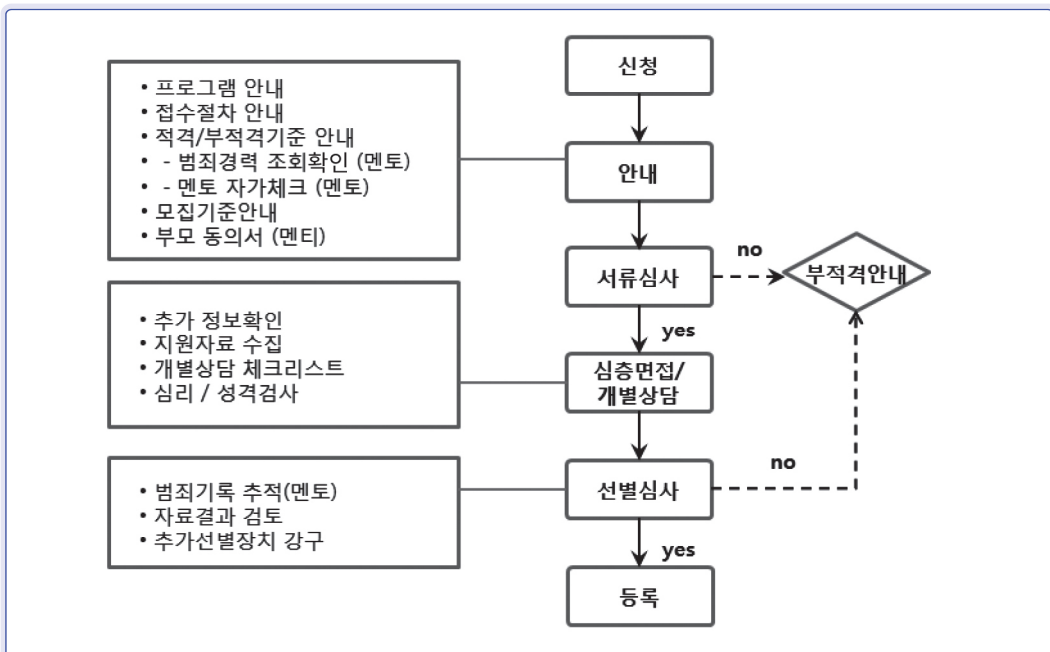 신청
• 프로그램 안내
• 접수절차 안내
• 적격/부적격기준 안내
• - 범죄경력 조회확인 (멘토)
• - 멘토 자가체크 (멘토)
• 모집기준안내
• 부모 동의서 (멘티)
안내
서류심사
no
부적격안내
yes
• 추가 정보확인
• 지원자료 수집
• 개별상담 체크리스트
• 심리 / 성격검사
심층면접/
개별상담
• 범죄기록 추적(멘토)
• 자료결과 검토
• 추가선별장치 강구
선별심사
no
yes
등록